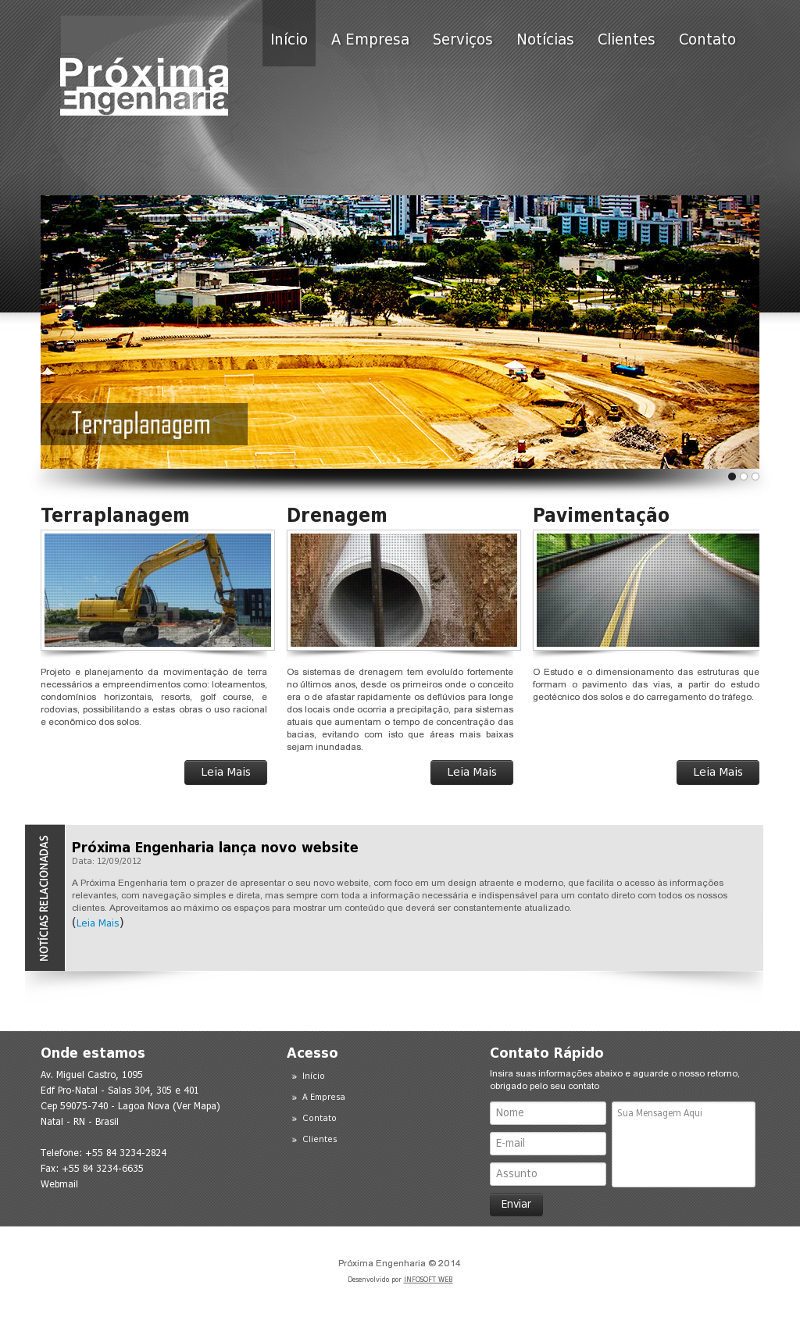 Próxima
Engenharia
Início A Empresa Serviços Notícias Clientes Contato
Terraplanagem
Terraplanagem
Projeto e planejamento da movimentação de terra
necessários a empreendimentos como: loteamentos,
condomínios horizontais, resorts, golf course, e
rodovias, possibilitando a estas obras o uso racional
e econômico dos solos.
Leia Mais
Drenagem
Os sistemas de drenagem tem evoluído fortemente
no últimos anos, desde os primeiros onde o conceito
era o de afastar rapidamente os deflúvios para longe
dos locais onde ocorria a precipitação, para sistemas
atuais que aumentam o tempo de concentração das
bacias, evitando com isto que áreas mais baixas
sejam inundadas.
Leia Mais
Pavimentação
O Estudo e o dimensionamento das estruturas que
formam o pavimento das vias, a partir do estudo
geotécnico dos solos e do carregamento do tráfego.
Leia Mais
NOTÍCIAS RELACIONADAS
Próxima Engenharia lança novo website
Data: 12/09/2012
A Próxima Engenharia tem o prazer de apresentar o seu novo website, com foco em um design atraente e moderno, que facilita o acesso às informações
relevantes, com navegação simples e direta, mas sempre com toda a informação necessária e indispensável para um contato direto com todos os nossos
clientes. Aproveitamos ao máximo os espaços para mostrar um conteúdo que deverá ser constantemente atualizado.
(Leia Mais)
Onde estamos
Av. Miguel Castro, 1095
Edf Pro-Natal - Salas 304, 305 e 401
Cep 59075-740 - Lagoa Nova (Ver Mapa)
Natal - RN - Brasil
Telefone: +55 84 3234-2824
Fax: +55 84 3234-6635
Webmail
Acesso
» Início
» A Empresa
» Contato
» Clientes
Contato Rápido
Insira suas informações abaixo e aguarde o nosso retorno,
obrigado pelo seu contato
Nome
E-mail
Assunto
Sua Mensagem Aqui
Enviar
Próxima Engenharia © 2014
Desenvolvido por INFOSOFT WEB